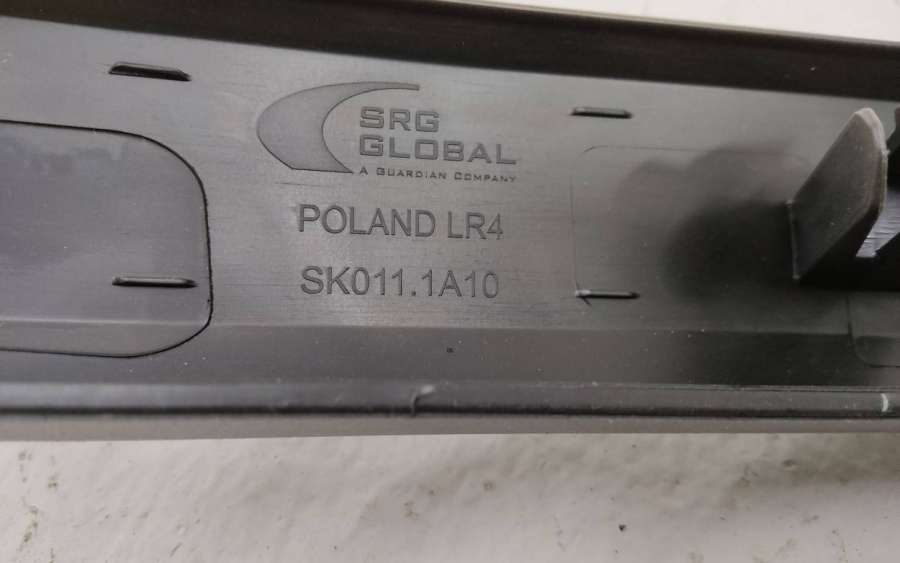 SRG
GLOBAL
A GUARDIAN COMPANY
POLAND LR4
SK011.1A10